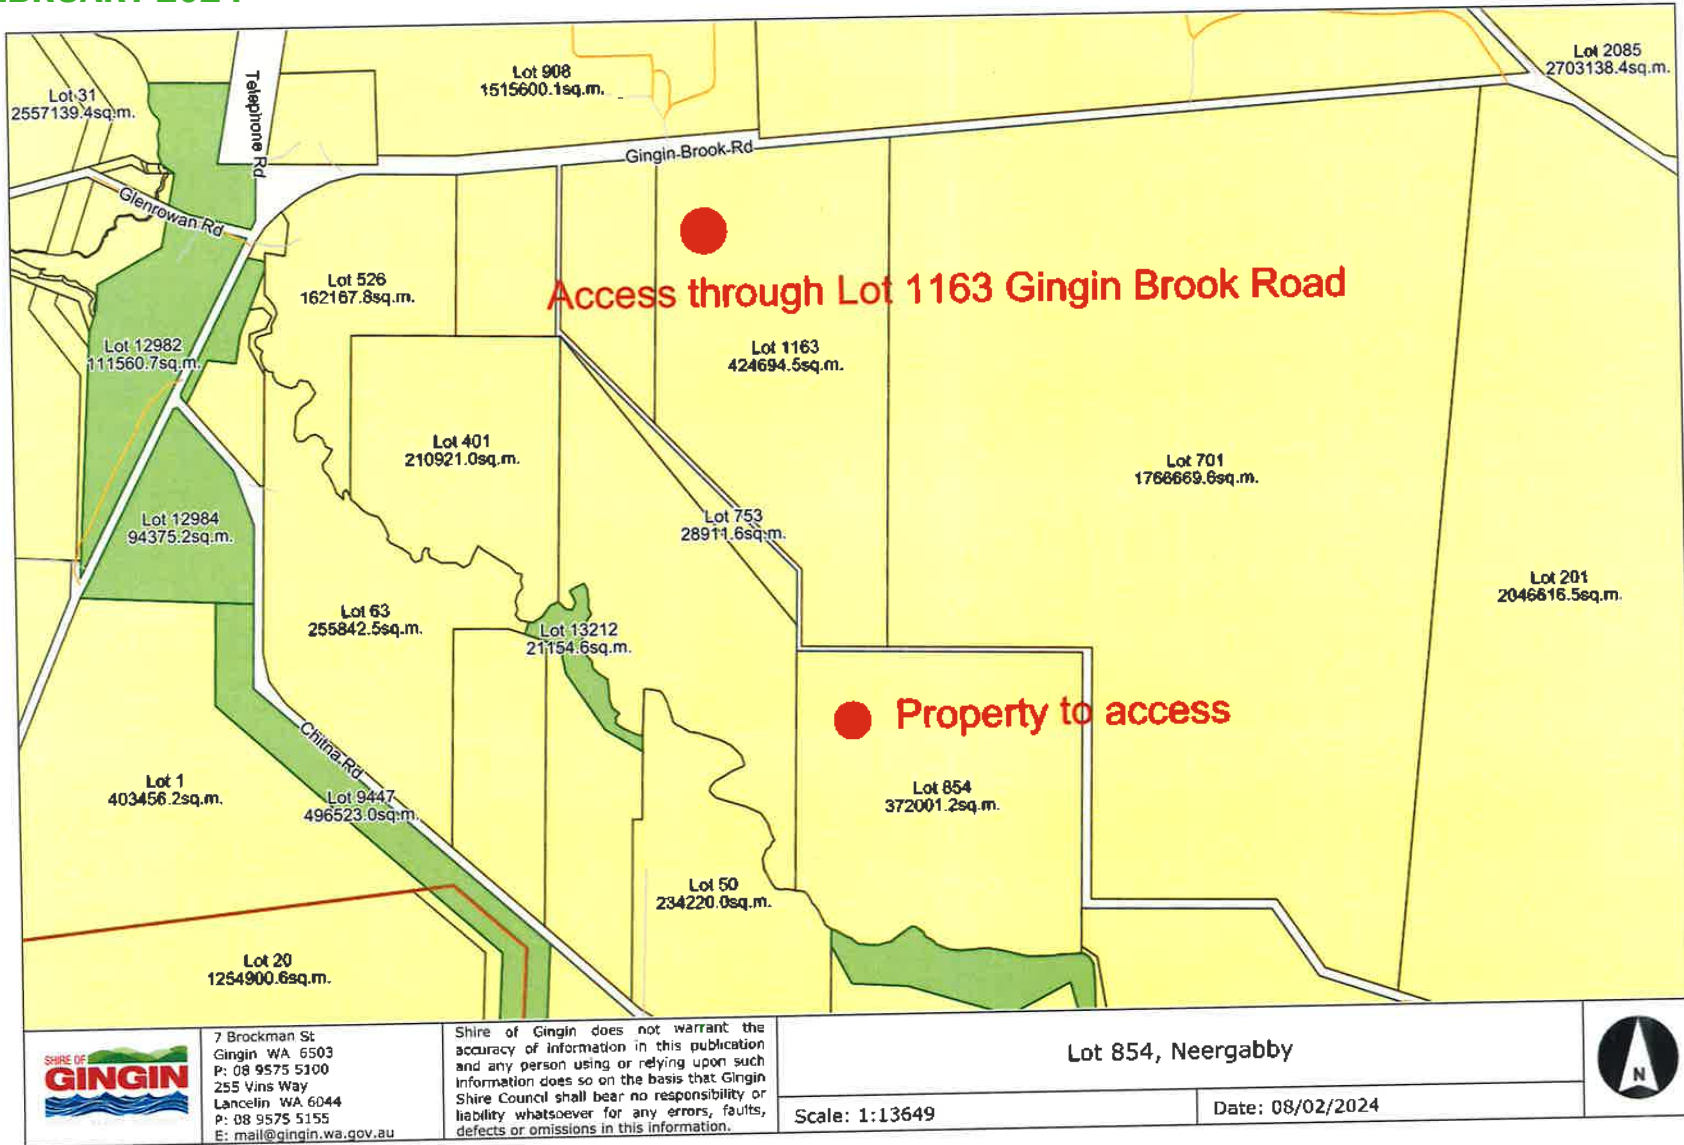 Lot 31
2557139.4sq.m.
Telephone Rd
Lot 908
1515600.1sq.m.
Lot 2085
2703138.4sq.m.
Gingin-Brook-Rd
Glenrowan Rd
Lot 526
162167.8sq.m.
Access through Lot 1163 Gingin Brook Road
Lot 12982
111560.7sq.m.
Lot 1163
424694.5sq.m.
Lot 401
210921.0sq.m.
Lot 701
1766669.6sq.m.
Lot 12984
94375.2sq.m.
Lot 753
28911.6sq.m.
Lot 201
2046616.5sq.m.
Lot 63
255842.5sq.m.
Lot 13212
21154.6sq.m.
Property to access
Chitna Rd
Lot 1
403456.2sq.m.
Lot 9447
496523.0sq.m.
Lot 854
372001.2sq.m.
Lot 50
234220.0sq.m.
Lot 20
1254900.6sq.m.
SHIRE OF
GINGIN
7 Brockman St
Gingin WA 6503
P: 08 9575 5100
255 Vins Way
Lancelin WA 6044
P: 08 9575 5155
E: mail@gingin.wa.gov.au
Shire of Gingin does not warrant the
accuracy of information in this publication
and any person using or relying upon such
information does so on the basis that Gingin
Shire Council shall bear no responsibility or
liability whatsoever for any errors, faults,
defects or omissions in this information.
Lot 854, Neergabby
Scale: 1:13649
Date: 08/02/2024
N